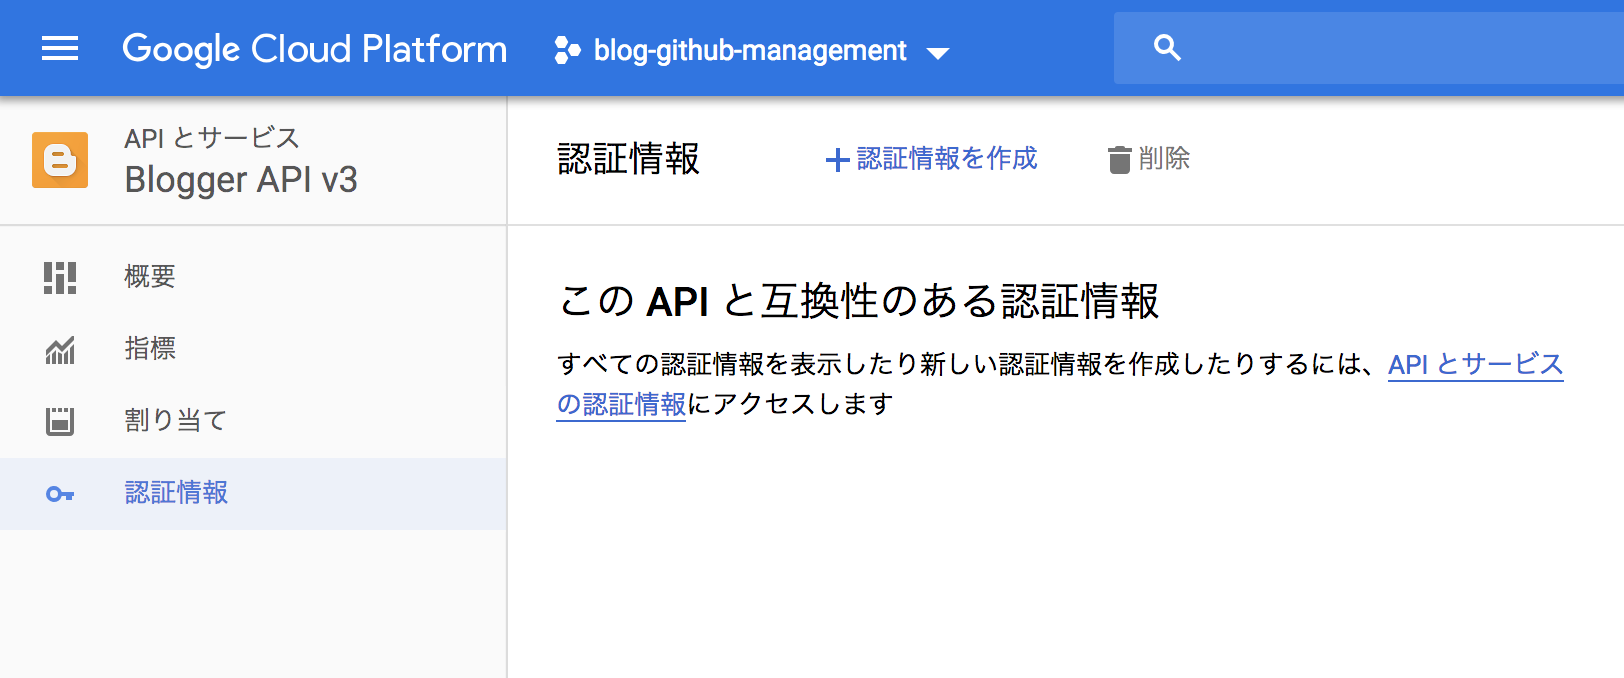 Google Cloud Platform
blog-github-management
API とサービス
Blogger API v3
概要
指標
割り当て
認証情報
認証情報
認証情報を作成
削除
この API と互換性のある認証情報
すべての認証情報を表示したり新しい認証情報を作成したりするには、API とサービス
の認証情報にアクセスします